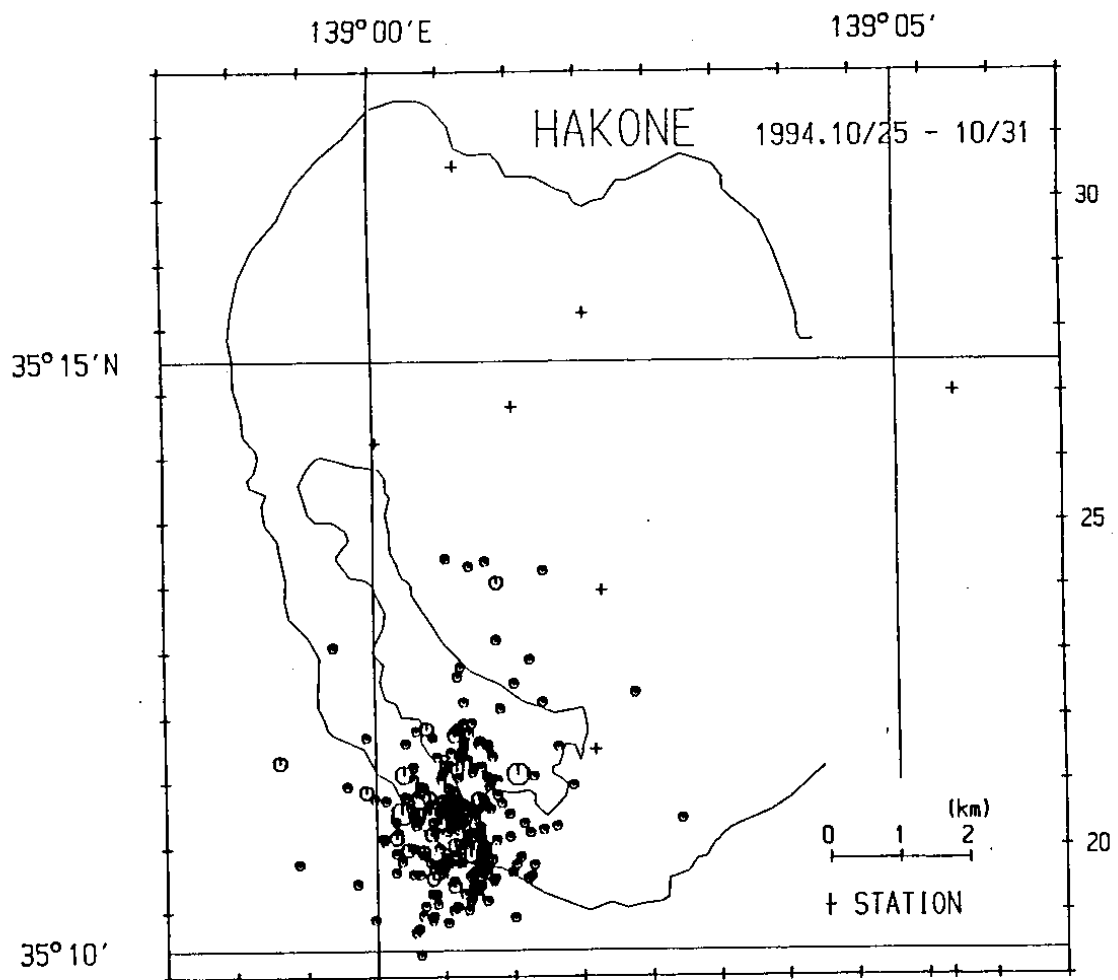 139°00'E 139°05'
HAKONE 1994.10/25 - 10/31
30
35°15'N
25
(km)
0 1 2
20
+ STATION
35°10'